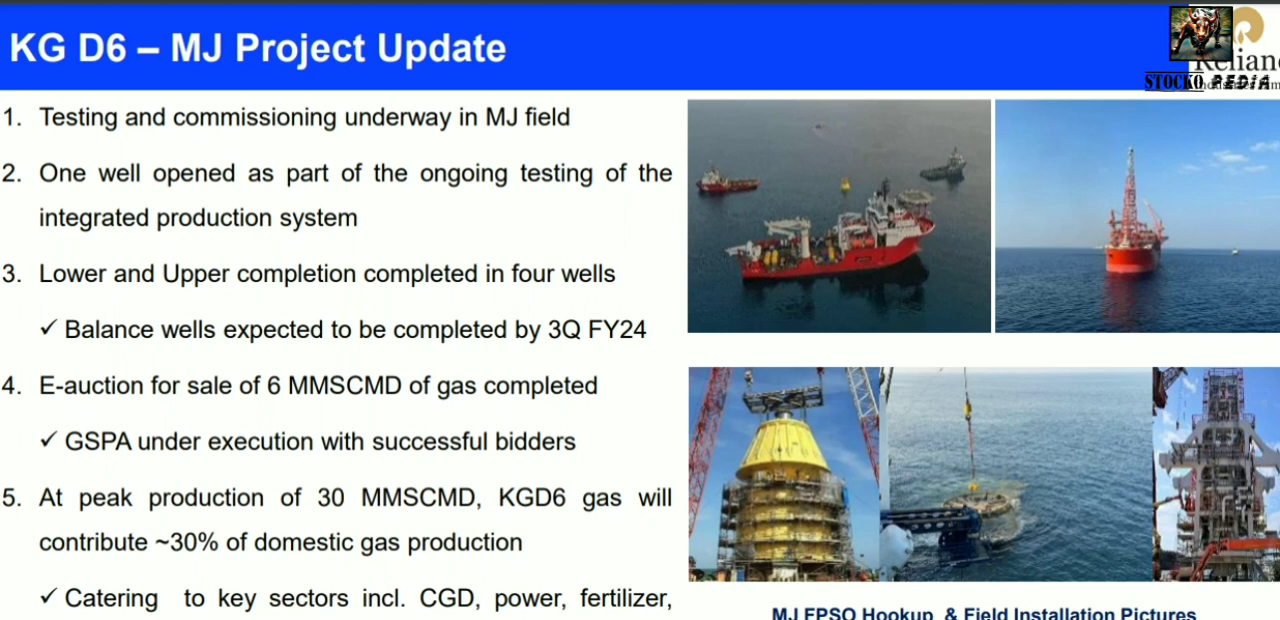 KG D6 – MJ Project Update
STOCKO PEDIA
1. Testing and commissioning underway in MJ field
2. One well opened as part of the ongoing testing of the
integrated production system
3. Lower and Upper completion completed in four wells
✓ Balance wells expected to be completed by 3Q FY24
4. E-auction for sale of 6 MMSCMD of gas completed
✓ GSPA under execution with successful bidders
5. At peak production of 30 MMSCMD, KGD6 gas will
contribute ~30% of domestic gas production
✓ Catering to key sectors incl. CGD, power, fertilizer,
MJ FPSO Hookup & Field Installation Pictures